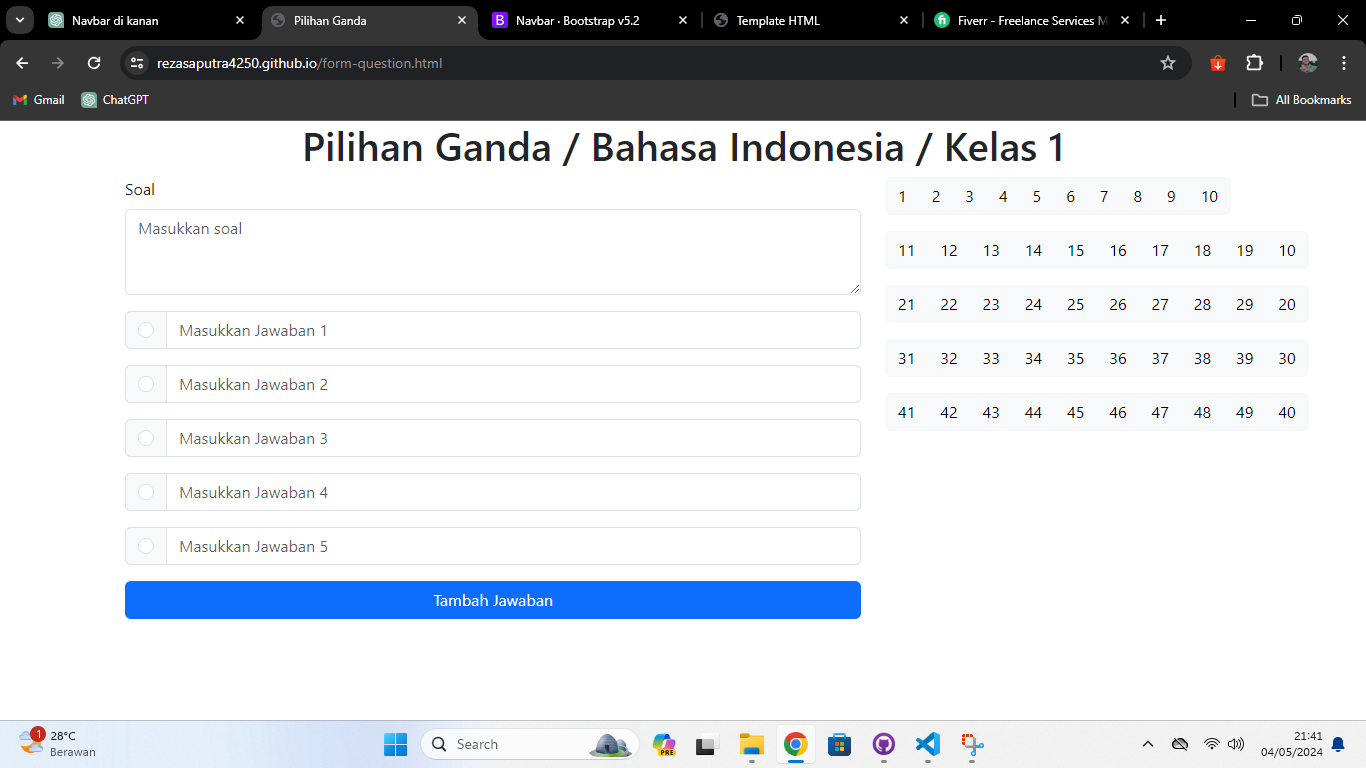 Navbar di kanan
Pilihan Ganda
B Navbar · Bootstrap v5.2
Template HTML
fi Fiverr - Freelance Services M
rezasaputra4250.github.io/form-question.html
Gmail
ChatGPT
All Bookmarks
Pilihan Ganda / Bahasa Indonesia / Kelas 1
Soal
Masukkan soal
Masukkan Jawaban 1
Masukkan Jawaban 2
Masukkan Jawaban 3
Masukkan Jawaban 4
Masukkan Jawaban 5
Tambah Jawaban
1 2 3 4 5 6 7 8 9 10
11 12 13 14 15 16 17 18 19 10
21 22 23 24 25 26 27 28 29 20
31 32 33 34 35 36 37 38 39 30
41 42 43 44 45 46 47 48 49 40
1
28°C
Berawan
Search
PRE
21:41
04/05/2024